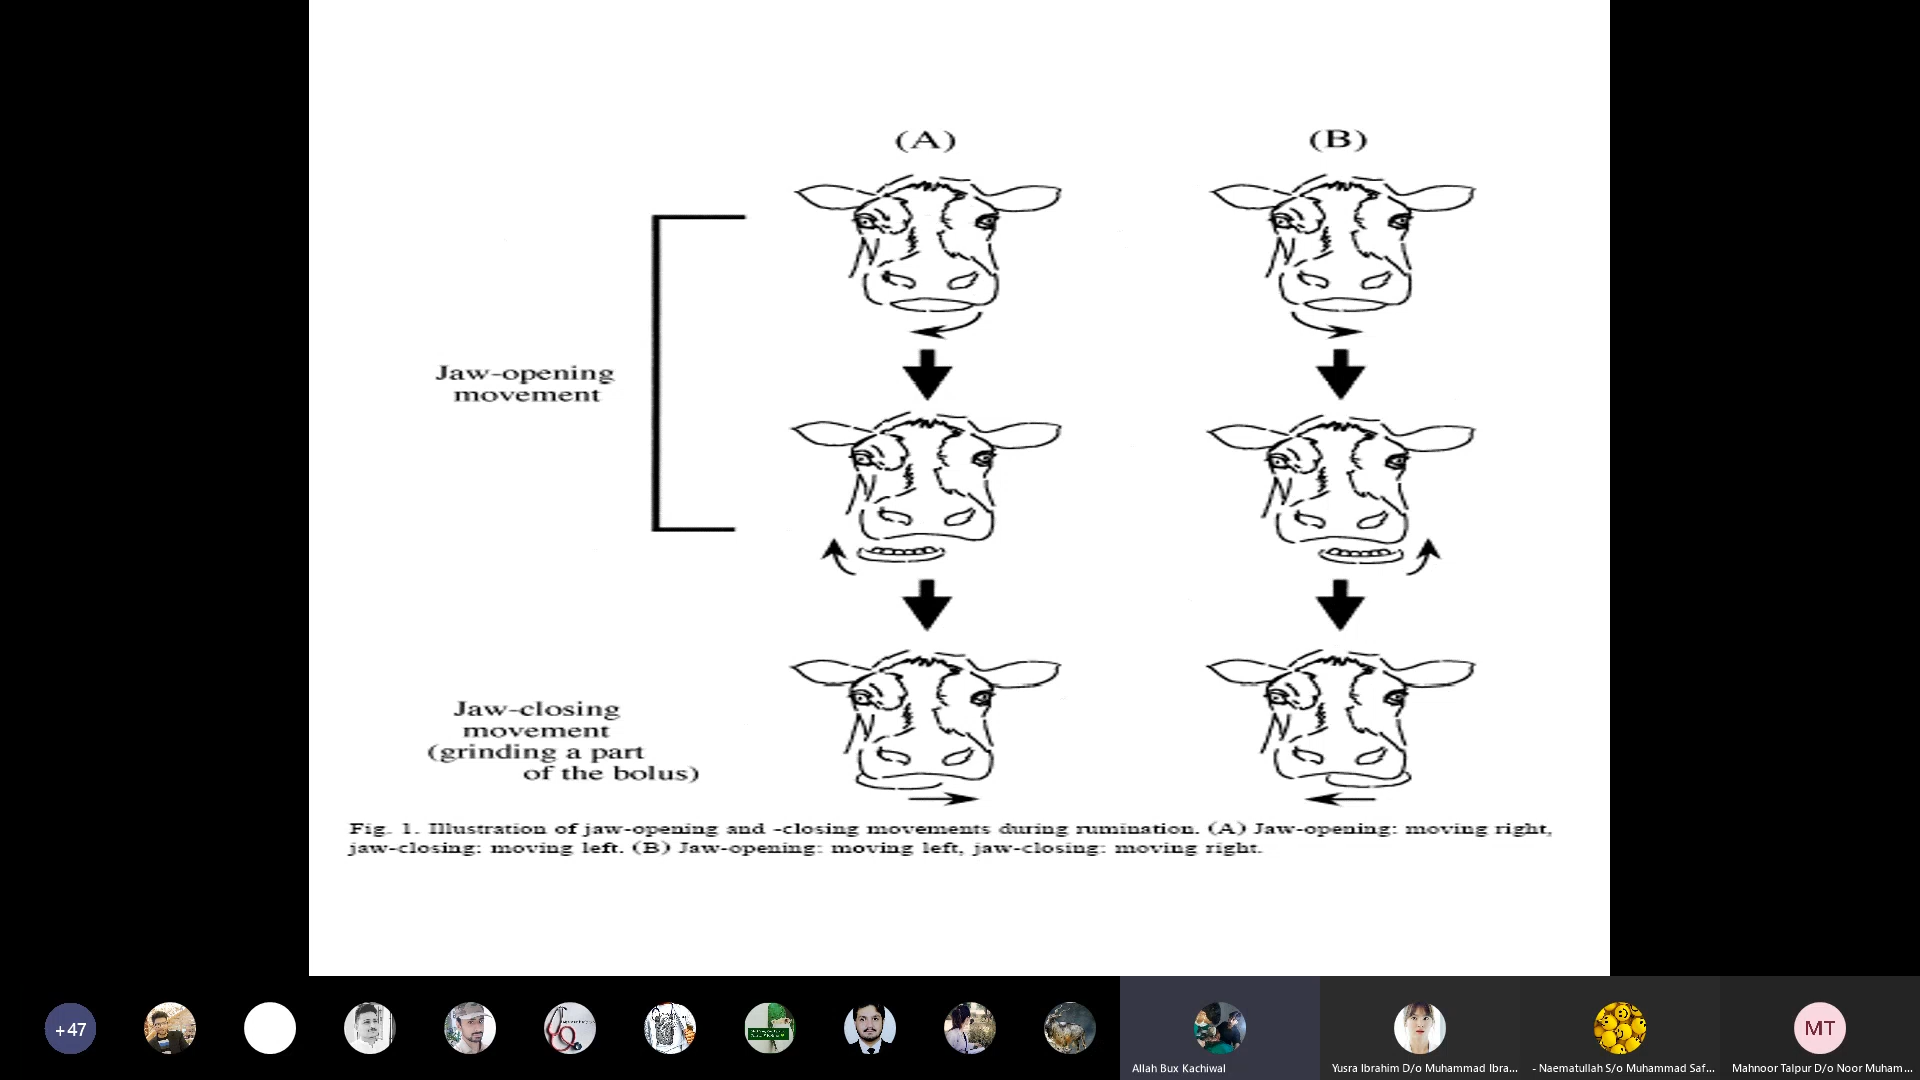 (A)
(B)
Jaw-opening
movement
Jaw-closing
movement
(grinding a part
of the bolus)
Fig. 1. Illustration of jaw-opening and -closing movements during rumination. (A) Jaw-opening: moving right,
jaw-closing: moving left. (B) Jaw-opening: moving left, jaw-closing: moving right.
+47
MT
Allah Bux Kachiwal
Yusra Ibrahim D/o Muhammad Ibra...
- Naematullah S/o Muhammad Saf...
Mahnoor Talpur D/o Noor Muham...